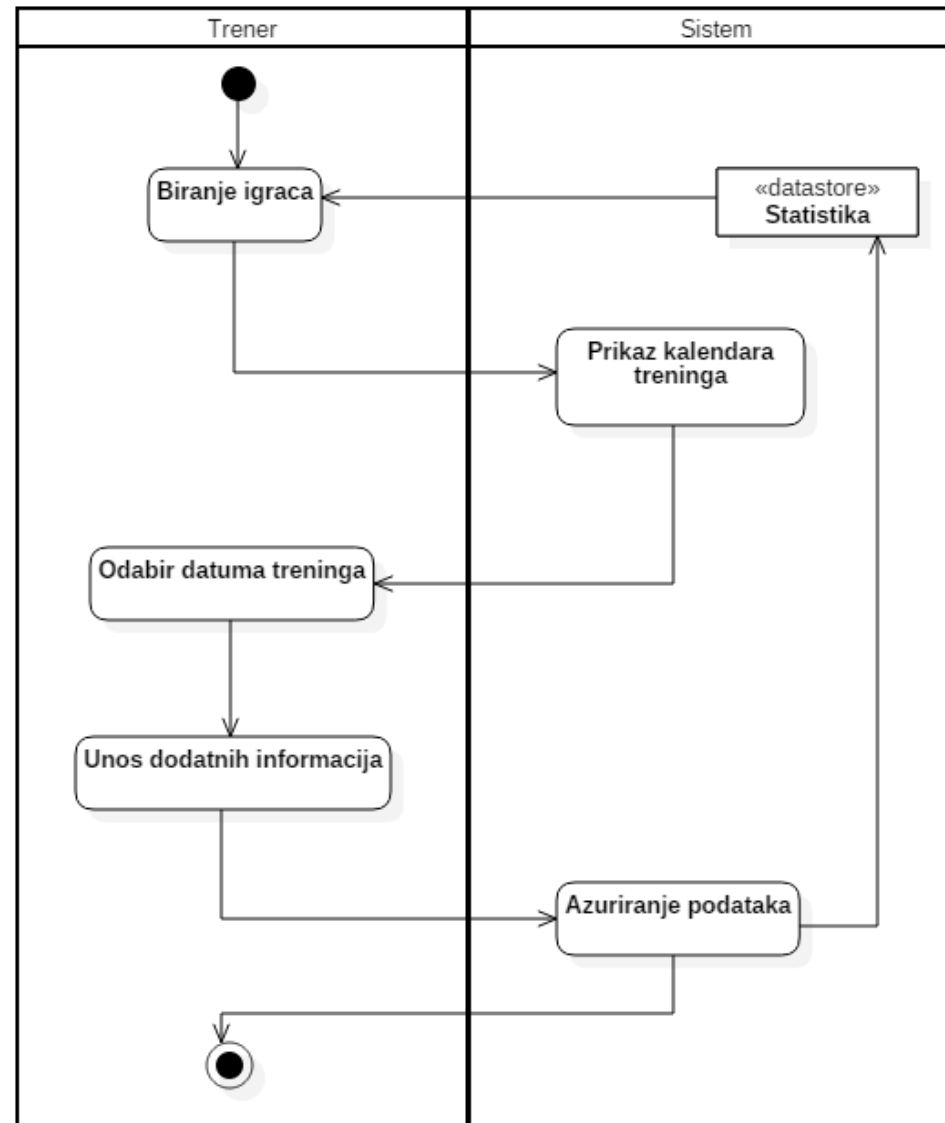 Trener
Sistem
Biranje igraca
«datastore»
Statistika
Prikaz kalendara
treninga
Odabir datuma treninga
Unos dodatnih informacija
Azuriranje podataka